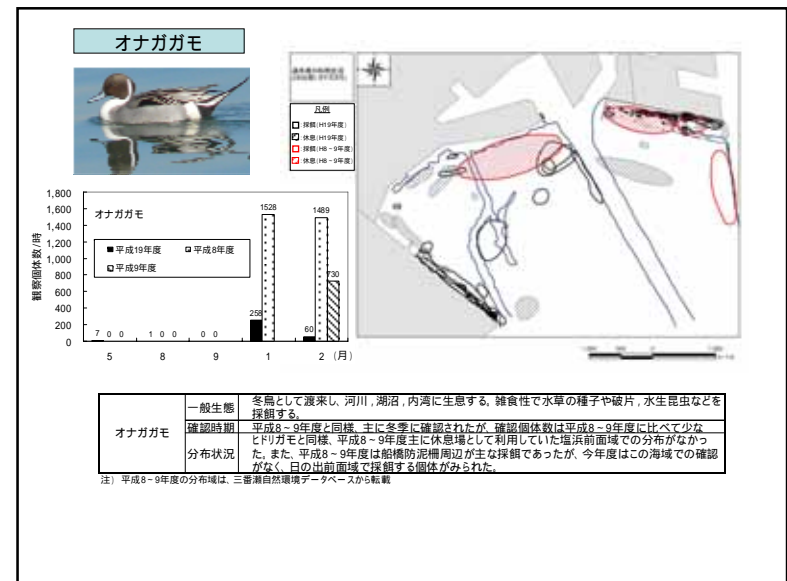 オナガガモ
凡例
採餌(H19年度)
休息(H19年度)
採餌(H8～9年度)
休息(H8～9年度)
オナガガモ
平成19年度 平成8年度
平成9年度
観察個体数/時
1,800
1,600
1,400
1,200
1,000
800
600
400
200
0
7 0 0
1 0 0
0 0
258 1528
60 1489 730
5 8 9 1 2 (月)
オナガガモ
一般生態
冬鳥として渡来し、河川,湖沼,内湾に生息する。雑食性で水草の種子や破片,水生昆虫などを
採餌する。
確認時期
平成8～9年度と同様、主に冬季に確認されたが、確認個体数は平成8～9年度に比べて少な
分布状況
ヒドリガモと同様、平成8～9年度主に休息場として利用していた塩浜前面域での分布がなかっ
た。また、平成8～9年度は船橋防泥柵周辺が主な採餌であったが、今年度はこの海域での確認
がなく、日の出前面域で採餌する個体がみられた。
注) 平成8～9年度の分布域は、三番瀬自然環境データベースから転載